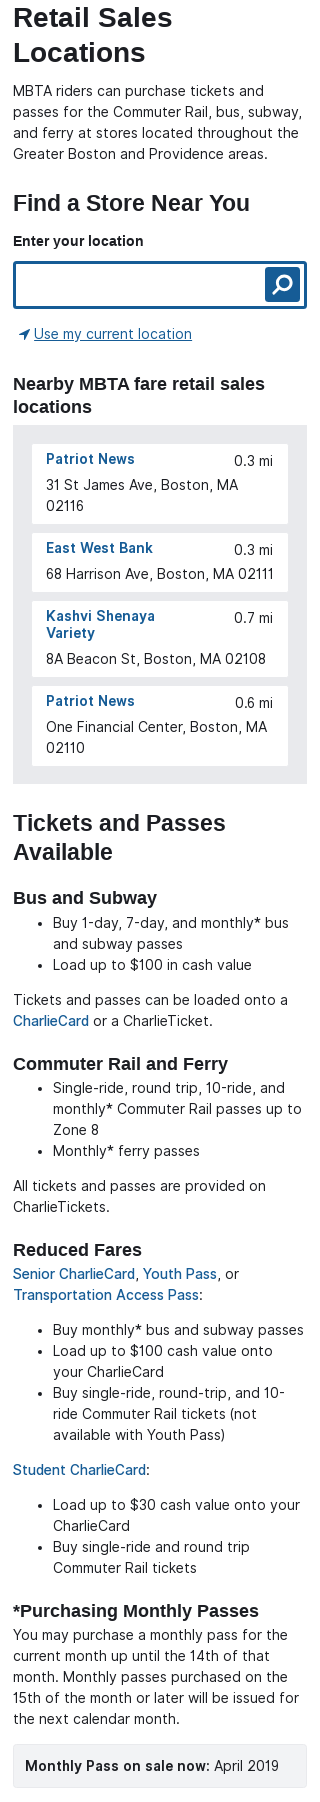 Retail Sales
Locations
MBTA riders can purchase tickets and
passes for the Commuter Rail, bus, subway,
and ferry at stores located throughout the
Greater Boston and Providence areas.
Find a Store Near You
Enter your location
Use my current location
Nearby MBTA fare retail sales
locations
Patriot News 0.3 mi
31 St James Ave, Boston, MA
02116
East West Bank 0.3 mi
68 Harrison Ave, Boston, MA 02111
Kashvi Shenaya 0.7 mi
Variety
8A Beacon St, Boston, MA 02108
Patriot News 0.6 mi
One Financial Center, Boston, MA
02110
Tickets and Passes
Available
Bus and Subway
• Buy 1-day, 7-day, and monthly* bus
and subway passes
• Load up to $100 in cash value
Tickets and passes can be loaded onto a
CharlieCard or a CharlieTicket.
Commuter Rail and Ferry
• Single-ride, round trip, 10-ride, and
monthly* Commuter Rail passes up to
Zone 8
• Monthly* ferry passes
All tickets and passes are provided on
CharlieTickets.
Reduced Fares
Senior CharlieCard, Youth Pass, or
Transportation Access Pass:
• Buy monthly* bus and subway passes
• Load up to $100 cash value onto
your CharlieCard
• Buy single-ride, round-trip, and 10-
ride Commuter Rail tickets (not
available with Youth Pass)
Student CharlieCard:
• Load up to $30 cash value onto your
CharlieCard
• Buy single-ride and round trip
Commuter Rail tickets
*Purchasing Monthly Passes
You may purchase a monthly pass for the
current month up until the 14th of that
month. Monthly passes purchased on the
15th of the month or later will be issued for
the next calendar month.
Monthly Pass on sale now: April 2019